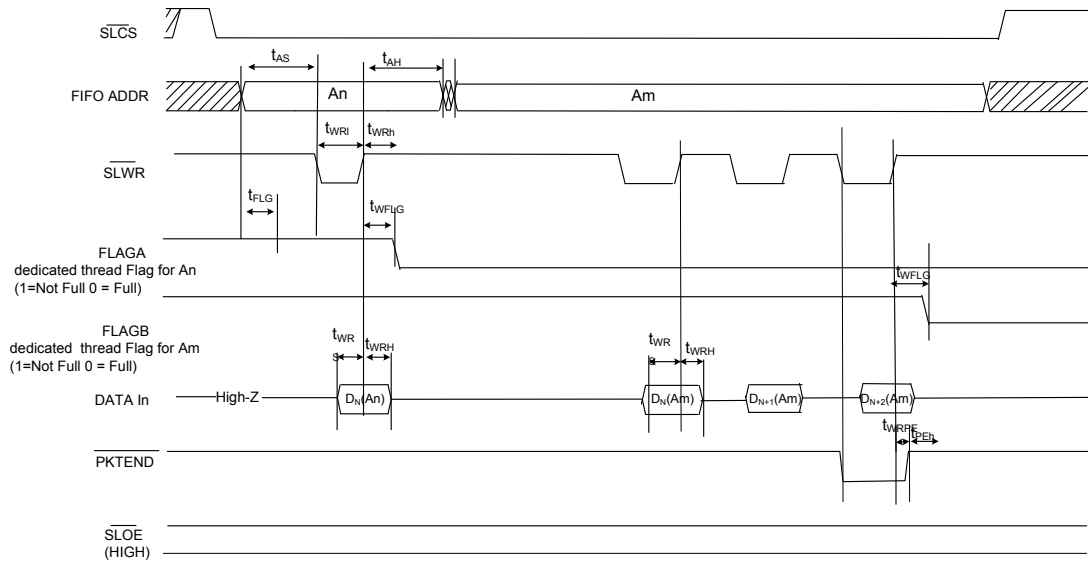 SLCS
tAS
tAH
FIFO ADDR
An
Am
tWRl
tWRh
SLWR
tFLG
tWFLG
FLAGA
dedicated thread Flag for An
(1=Not Full 0 = Full)
tWFLG
FLAGB
dedicated thread Flag for Am
(1=Not Full 0 = Full)
tWR
S
tWRH
tWR
S
tWRH
DATA In
High-Z
DN(An)
DN(Am)
DN+1(Am)
DN+2(Am)
tWRPE
tPEh
PKTEND
SLOE
(HIGH)